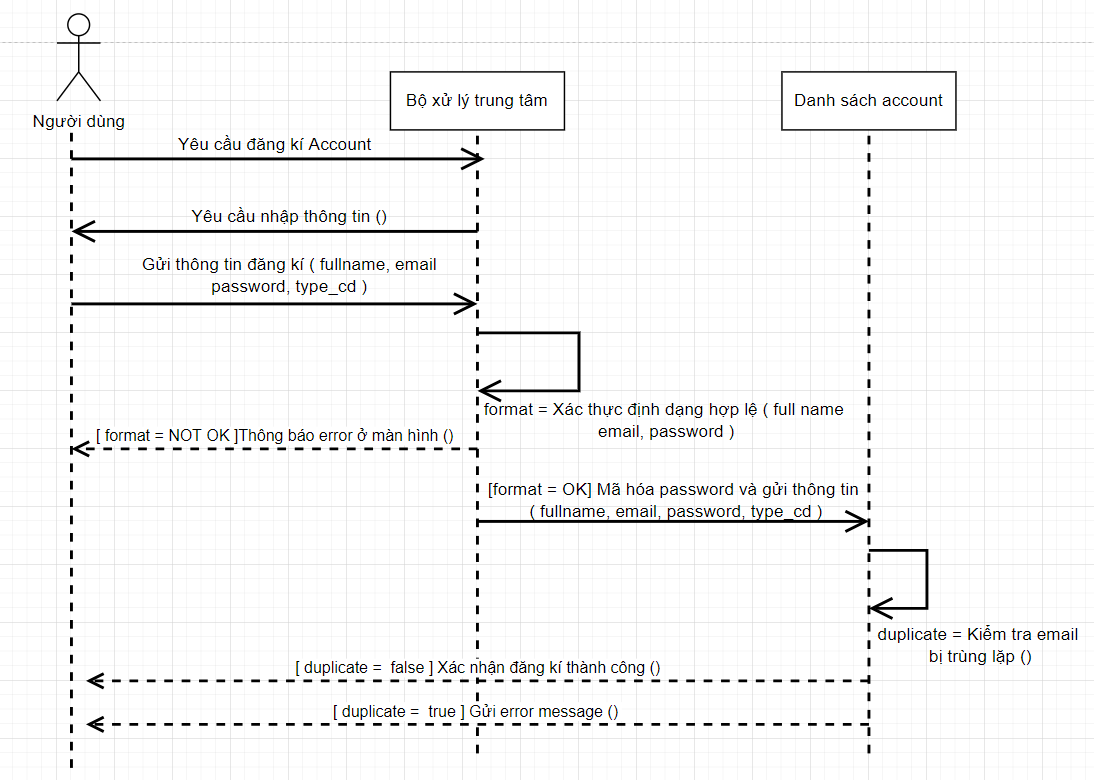 Người dùng
Bộ xử lý trung tâm
Danh sách account
Yêu cầu đăng kí Account
Yêu cầu nhập thông tin ()
Gửi thông tin đăng kí ( fullname, email
password, type_cd )
format = Xác thực định dạng hợp lệ ( full name
email, password )
[ format = NOT OK ]Thông báo error ở màn hình ()
[format = OK] Mã hóa password và gửi thông tin
( fullname, email, password, type_cd )
duplicate = Kiểm tra email
bị trùng lặp ()
[ duplicate =  false ] Xác nhận đăng kí thành công ()
[ duplicate =  true ] Gửi error message ()